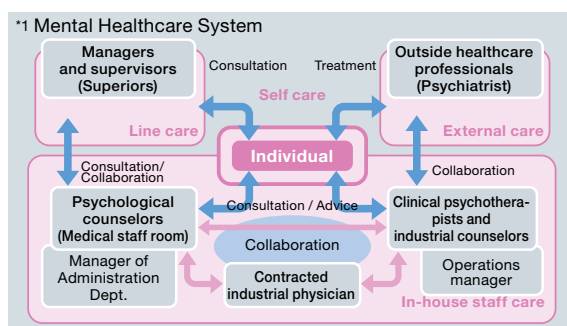 *1 Mental Healthcare System
Managers
and supervisors
(Superiors)
Consultation
Treatment
Outside healthcare
professionals
(Psychiatrist)
Self care
Line care
External care
Individual
Consultation/
Collaboration
Collaboration
Psychological
counselors
(Medical staff room)
Consultation / Advice
Clinical psychothera-
pists and
industrial counselors
Collaboration
Manager of
Administration
Dept.
Contracted
industrial physician
Operations
manager
In-house staff care